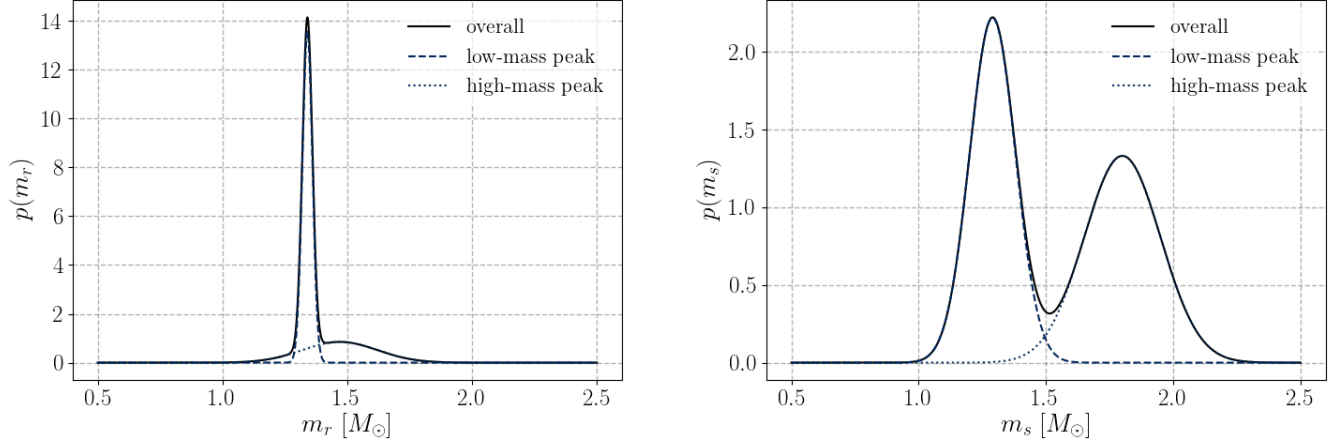 14
12
10
8
6
4
2
0
p(m_r)
0.5 1.0 1.5 2.0 2.5
m_r [M_⊙]
overall
low-mass peak
high-mass peak
2.0
1.5
1.0
0.5
0.0
p(m_s)
0.5 1.0 1.5 2.0 2.5
m_s [M_⊙]
overall
low-mass peak
high-mass peak